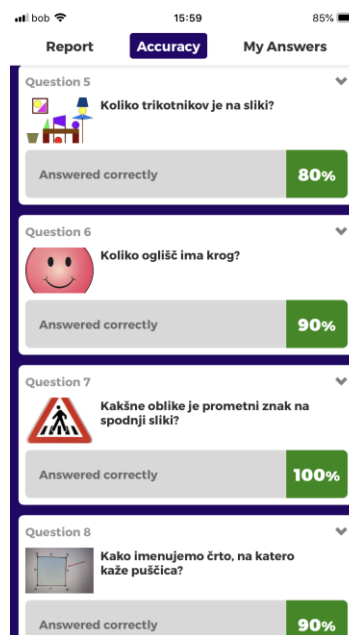 bob 15:59 85%
Report Accuracy My Answers
Question 5
Koliko trikotnikov je na sliki?
Answered correctly 80%
Question 6
Koliko oglišč ima krog?
Answered correctly 90%
Question 7
Kakšne oblike je prometni znak na
spodnji sliki?
Answered correctly 100%
Question 8
Kako imenujemo črto, na katero
kaže puščica?
Answered correctly 90%